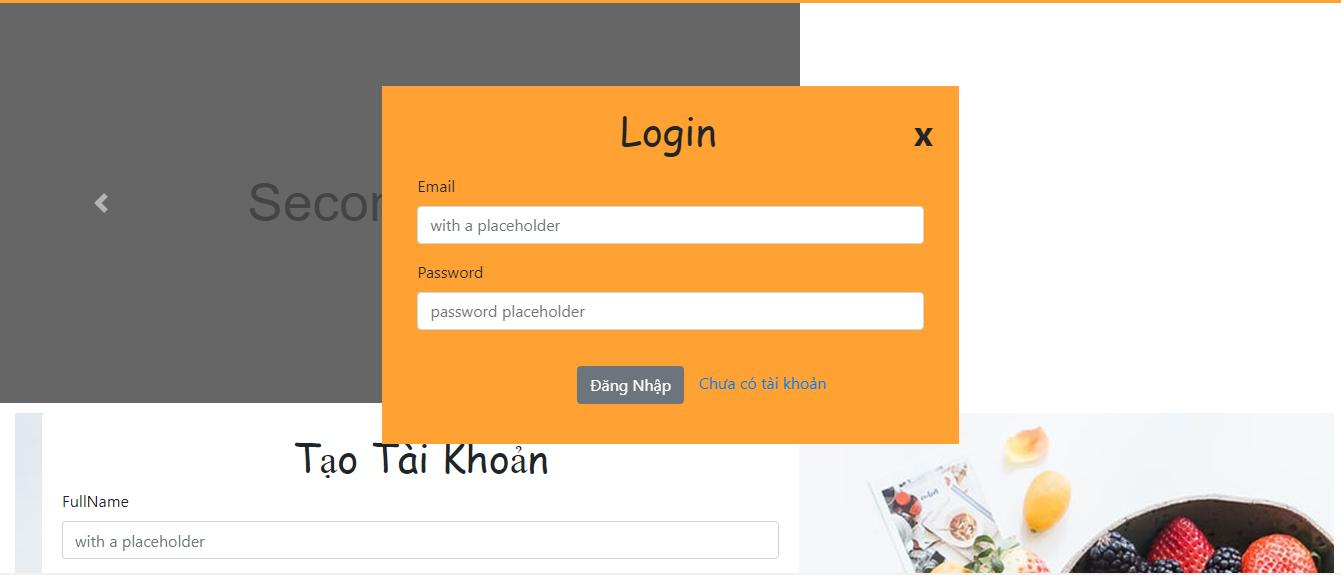 Login
x
Email
with a placeholder
Password
password placeholder
Đăng Nhập
Chưa có tài khoản
Tạo Tài Khoản
FullName
with a placeholder